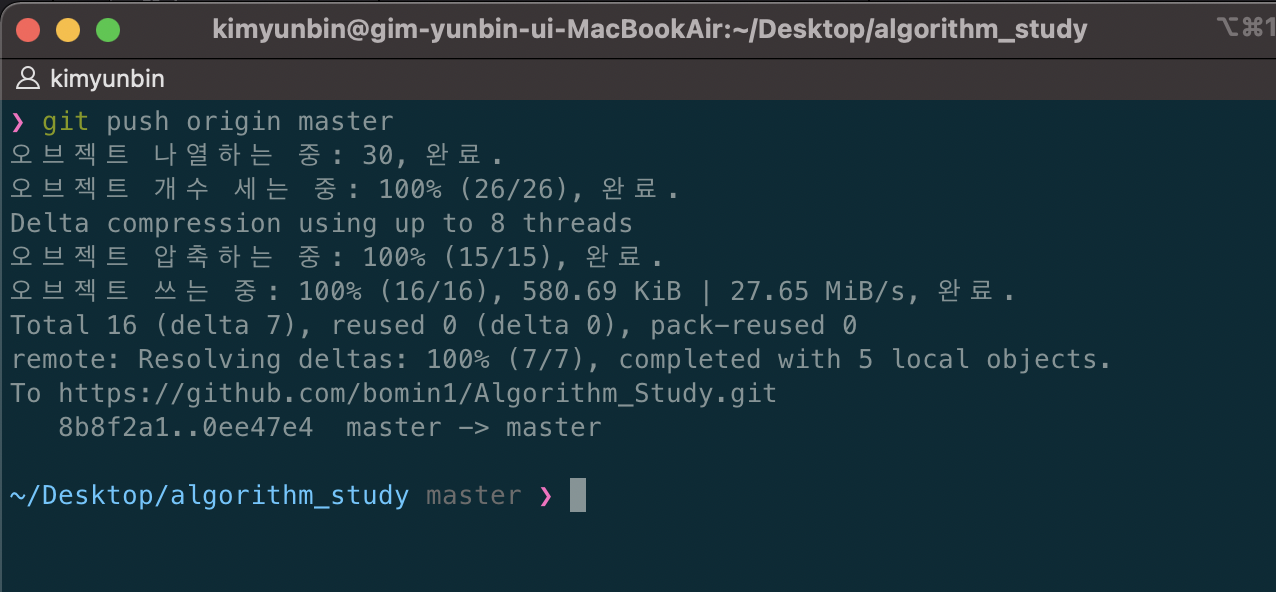 kimyunbin@gim-yunbin-ui-MacBookAir:~/Desktop/algorithm_study ⌥⌘1
kimyunbin
❯ git push origin master
오브젝트 나열하는 중: 30, 완료.
오브젝트 개수 세는 중: 100% (26/26), 완료.
Delta compression using up to 8 threads
오브젝트 압축하는 중: 100% (15/15), 완료.
오브젝트 쓰는 중: 100% (16/16), 580.69 KiB | 27.65 MiB/s, 완료.
Total 16 (delta 7), reused 0 (delta 0), pack-reused 0
remote: Resolving deltas: 100% (7/7), completed with 5 local objects.
To https://github.com/bomin1/Algorithm_Study.git
   8b8f2a1..0ee47e4  master -> master
~/Desktop/algorithm_study master ❯